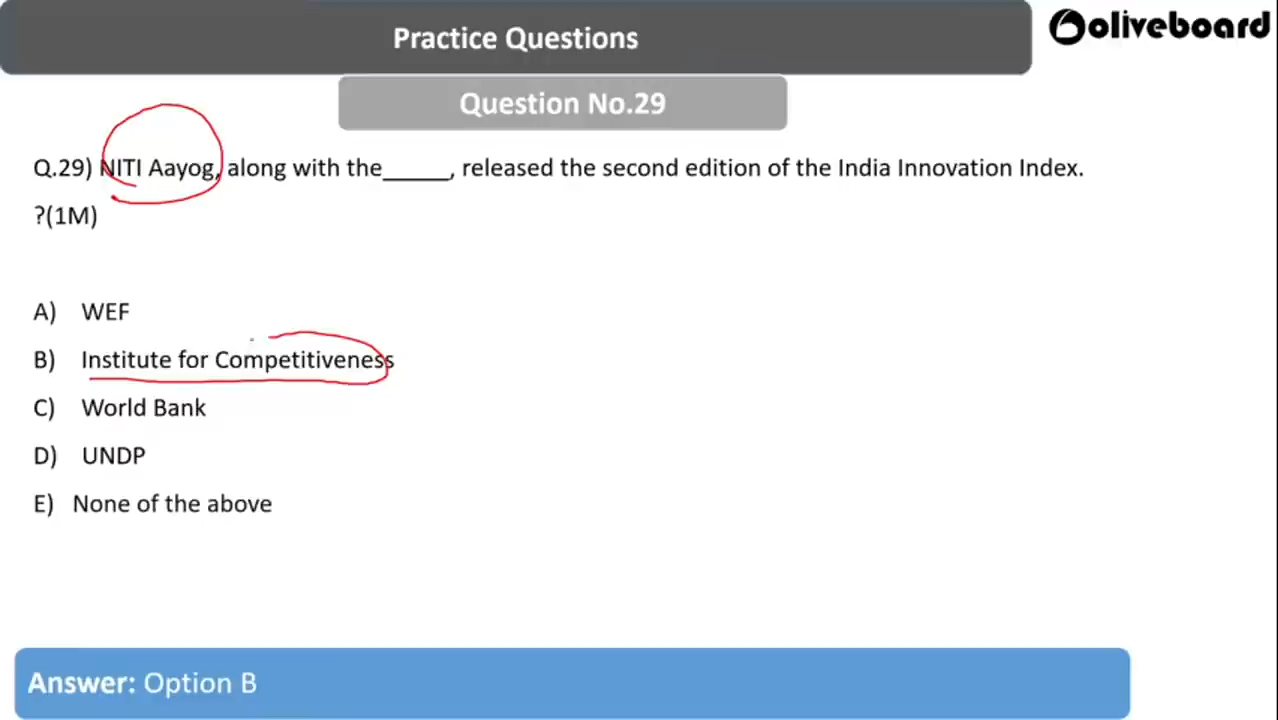 Practice Questions
oliveboard
Question No.29
Q.29) NITI Aayog, along with the_____, released the second edition of the India Innovation Index.
?(1M)
A) WEF
B) Institute for Competitiveness
C) World Bank
D) UNDP
E) None of the above
Answer: Option B